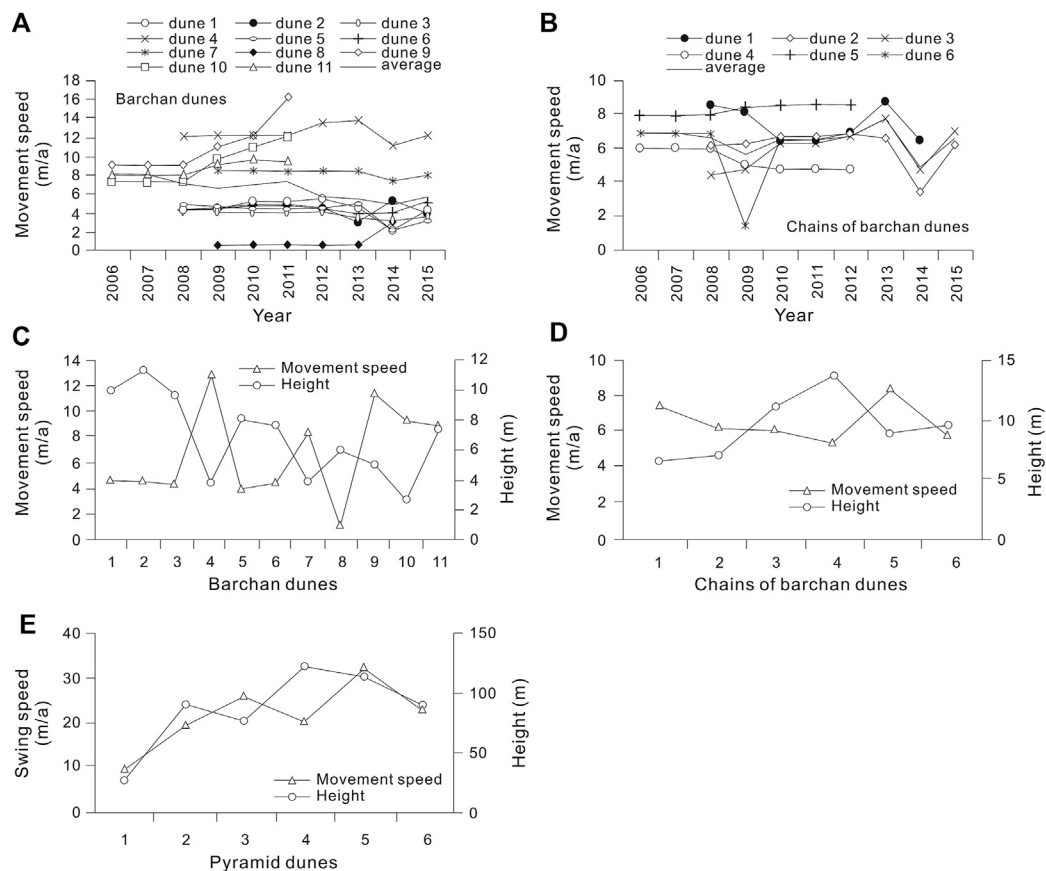 A
dune 1 dune 2 dune 3
dune 4 dune 5 dune 6
dune 7 dune 8 dune 9
dune 10 dune 11 average
Barchan dunes
Movement speed
(m/a)
18
16
14
12
10
8
6
4
2
0
2006 2007 2008 2009 2010 2011 2012 2013 2014 2015
Year
B
dune 1 dune 2 dune 3
dune 4 dune 5 dune 6
average
Movement speed
(m/a)
10
8
6
4
2
0
Chains of barchan dunes
2006 2007 2008 2009 2010 2011 2012 2013 2014 2015
Year
C
Movement speed
(m/a)
14
12
10
8
6
4
2
0
Movement speed
Height
12
10
8
6
4
2
0
Height (m)
1 2 3 4 5 6 7 8 9 10 11
Barchan dunes
D
Movement speed
(m/a)
10
8
6
4
2
0
Movement speed
Height
15
10
5
0
Height (m)
1 2 3 4 5 6
Chains of barchan dunes
E
Swing speed
(m/a)
40
30
20
10
0
Movement speed
Height
150
100
50
0
Height (m)
1 2 3 4 5 6
Pyramid dunes